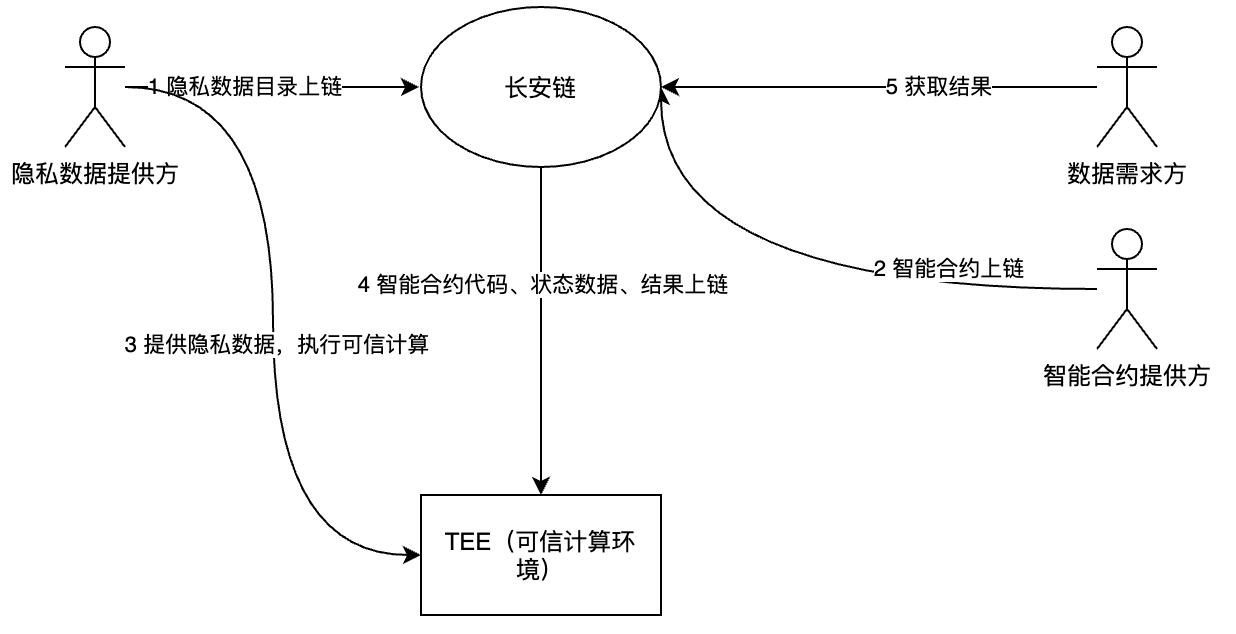 1 隐私数据目录上链
长安链
5 获取结果
隐私数据提供方
数据需求方
2 智能合约上链
4 智能合约代码、状态数据、结果上链
3 提供隐私数据，执行可信计算
智能合约提供方
TEE（可信计算环
境）